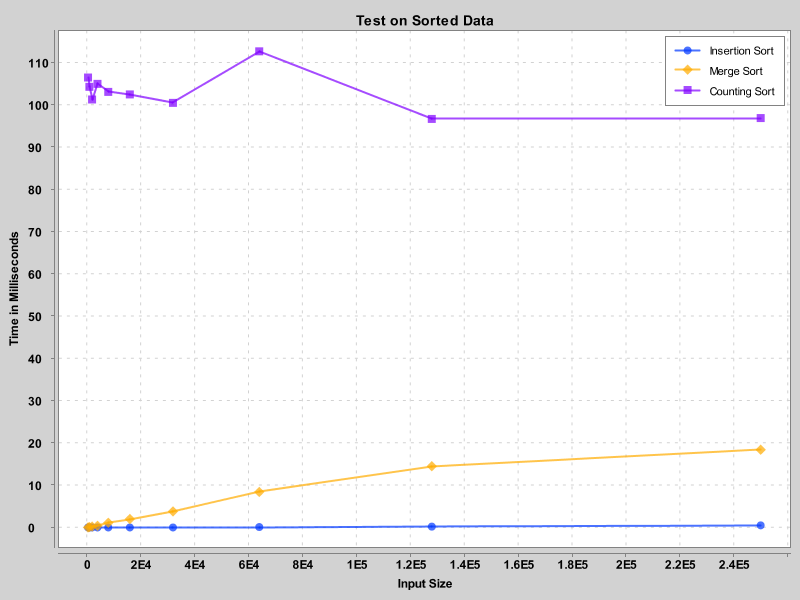 Test on Sorted Data
Insertion Sort
Merge Sort
Counting Sort
110
100
90
80
70
60
50
40
30
20
10
0
Time in Milliseconds
0 2E4 4E4 6E4 8E4 1E5 1.2E5 1.4E5 1.6E5 1.8E5 2E5 2.2E5 2.4E5
Input Size